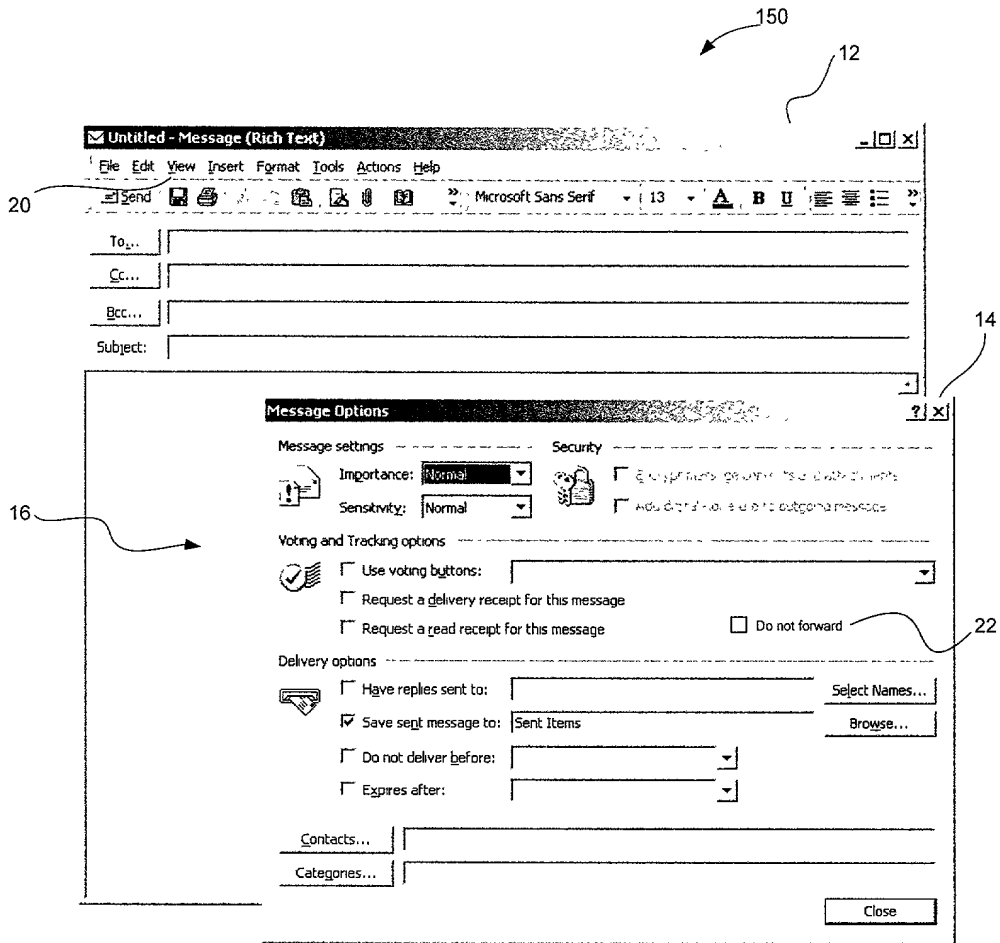 150
12
Untitled - Message (Rich Text)
File Edit View Insert Format Tools Actions Help
20
Send Microsoft Sans Serif 13 A B U
To...
Cc...
Bcc...
Subject:
14
Message Options
Message settings Security
Importance: Normal
Sensitivity: Normal
outgoing message
16
Voting and Tracking options
Use voting buttons:
Request a delivery receipt for this message
Request a read receipt for this message Do not forward 22
Delivery options
Have replies sent to: Select Names...
Save sent message to: Sent Items Browse...
Do not deliver before:
Expires after:
Contacts...
Categories...
Close